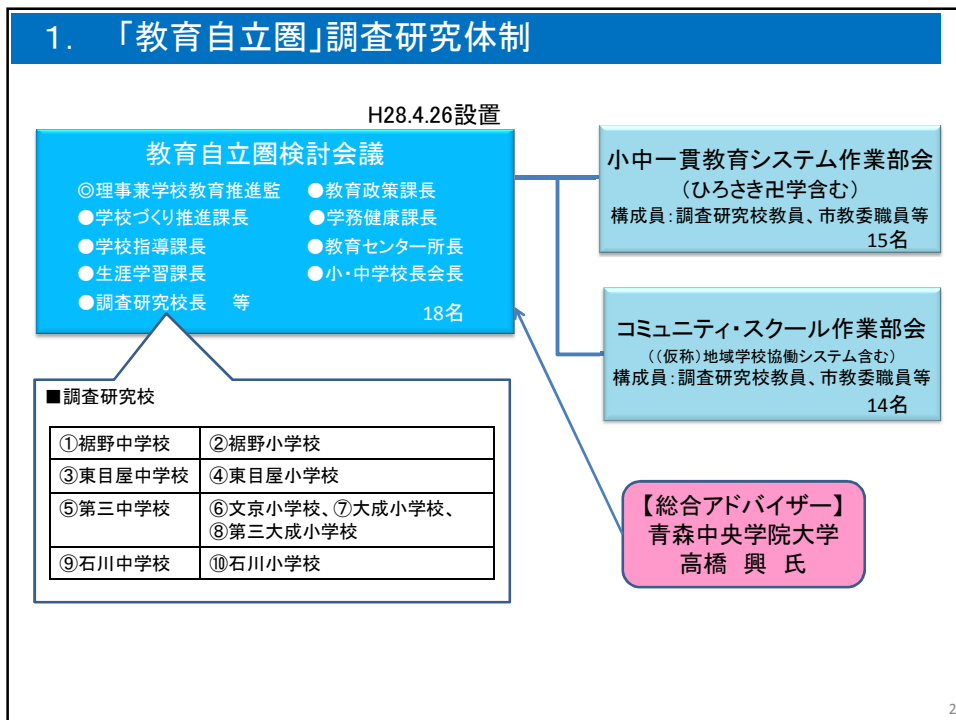 1. 「教育自立圏」調査研究体制
H28.4.26設置
教育自立圏検討会議
◎理事兼学校教育推進監 ●教育政策課長
●学校づくり推進課長 ●学務健康課長
●学校指導課長 ●教育センター所長
●生涯学習課長 ●小・中学校長会長
●調査研究校長 等
18名
小中一貫教育システム作業部会
(ひろさき卍学含む)
構成員:調査研究校教員、市教委職員等
15名
コミュニティ・スクール作業部会
((仮称)地域学校協働システム含む)
構成員:調査研究校教員、市教委職員等
14名
■調査研究校
①裾野中学校 ②裾野小学校
③東目屋中学校 ④東目屋小学校
⑤第三中学校 ⑥文京小学校、⑦大成小学校、
⑧第三大成小学校
⑨石川中学校 ⑩石川小学校
【総合アドバイザー】
青森中央学院大学
高橋 興 氏
2